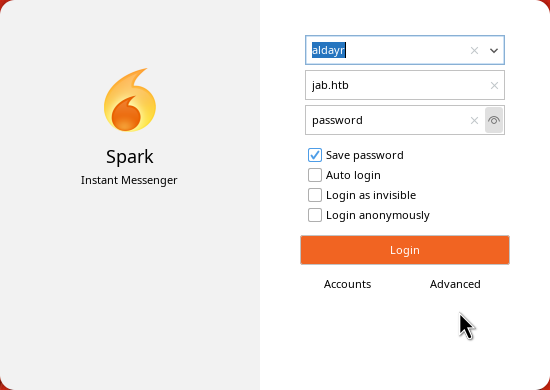 Spark
Instant Messenger
aldayr
jab.htb
password
Save password
Auto login
Login as invisible
Login anonymously
Login
Accounts
Advanced